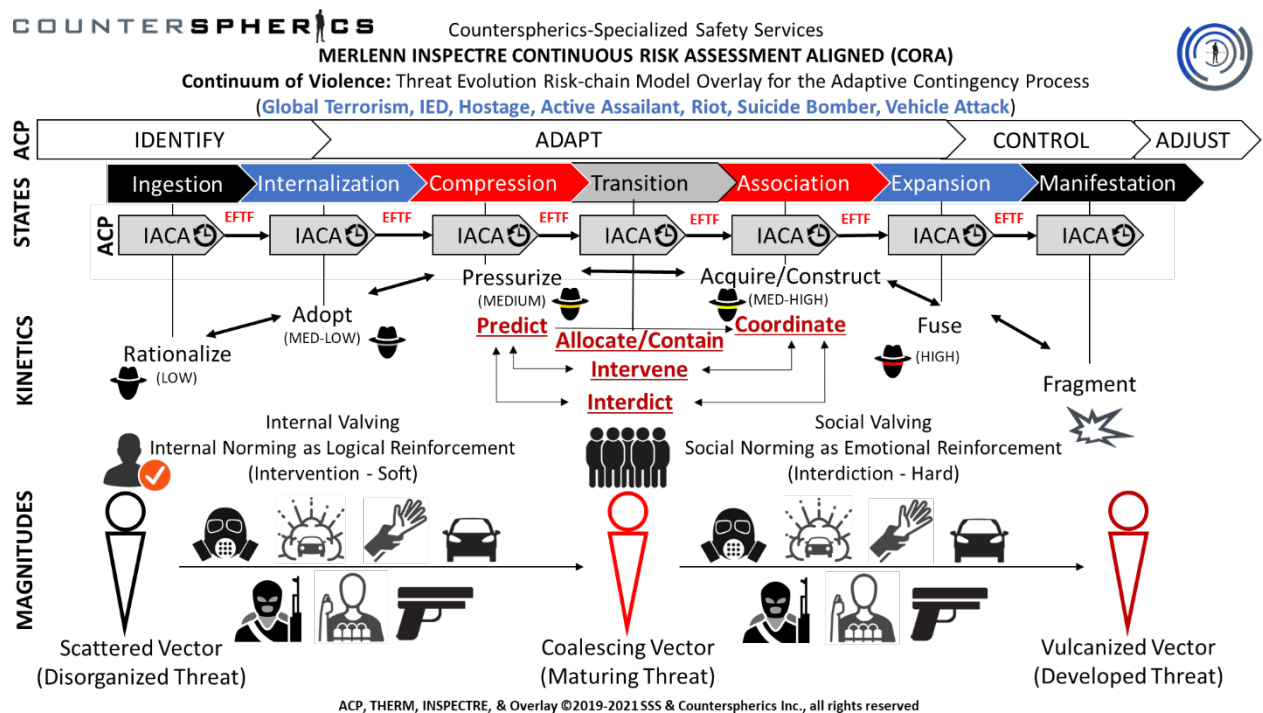 COUNTERSPHERICS
Counterspherics-Specialized Safety Services
MERLENN INSPECTRE CONTINUOUS RISK ASSESSMENT ALIGNED (CORA)
Continuum of Violence: Threat Evolution Risk-chain Model Overlay for the Adaptive Contingency Process
(Global Terrorism, IED, Hostage, Active Assailant, Riot, Suicide Bomber, Vehicle Attack)
ACP
IDENTIFY
ADAPT
CONTROL
ADJUST
STATES
Ingestion
Internalization
Compression
Transition
Association
Expansion
Manifestation
ACP
IACA
EFTF
IACA
EFTF
IACA
EFTF
IACA
EFTF
IACA
EFTF
IACA
EFTF
IACA
KINETICS
Rationalize
(LOW)
Adopt
(MED-LOW)
Pressurize
(MEDIUM)
Acquire/Construct
(MED-HIGH)
Fuse
(HIGH)
Fragment
Predict
Allocate/Contain
Coordinate
Intervene
Interdict
Internal Valving
Internal Norming as Logical Reinforcement
(Intervention - Soft)
Social Valving
Social Norming as Emotional Reinforcement
(Interdiction - Hard)
MAGNITUDES
Scattered Vector
(Disorganized Threat)
Coalescing Vector
(Maturing Threat)
Vulcanized Vector
(Developed Threat)
ACP, THERM, INSPECTRE, & Overlay ©2019-2021 SSS & Counterspherics Inc., all rights reserved